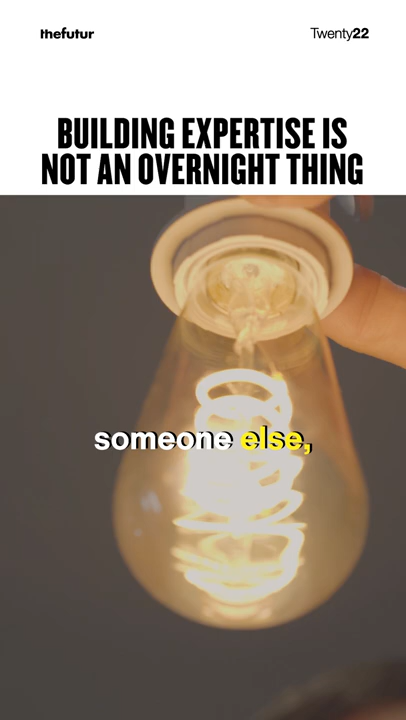 thefutur
Twenty22
BUILDING EXPERTISE IS
NOT AN OVERNIGHT THING
someone else,